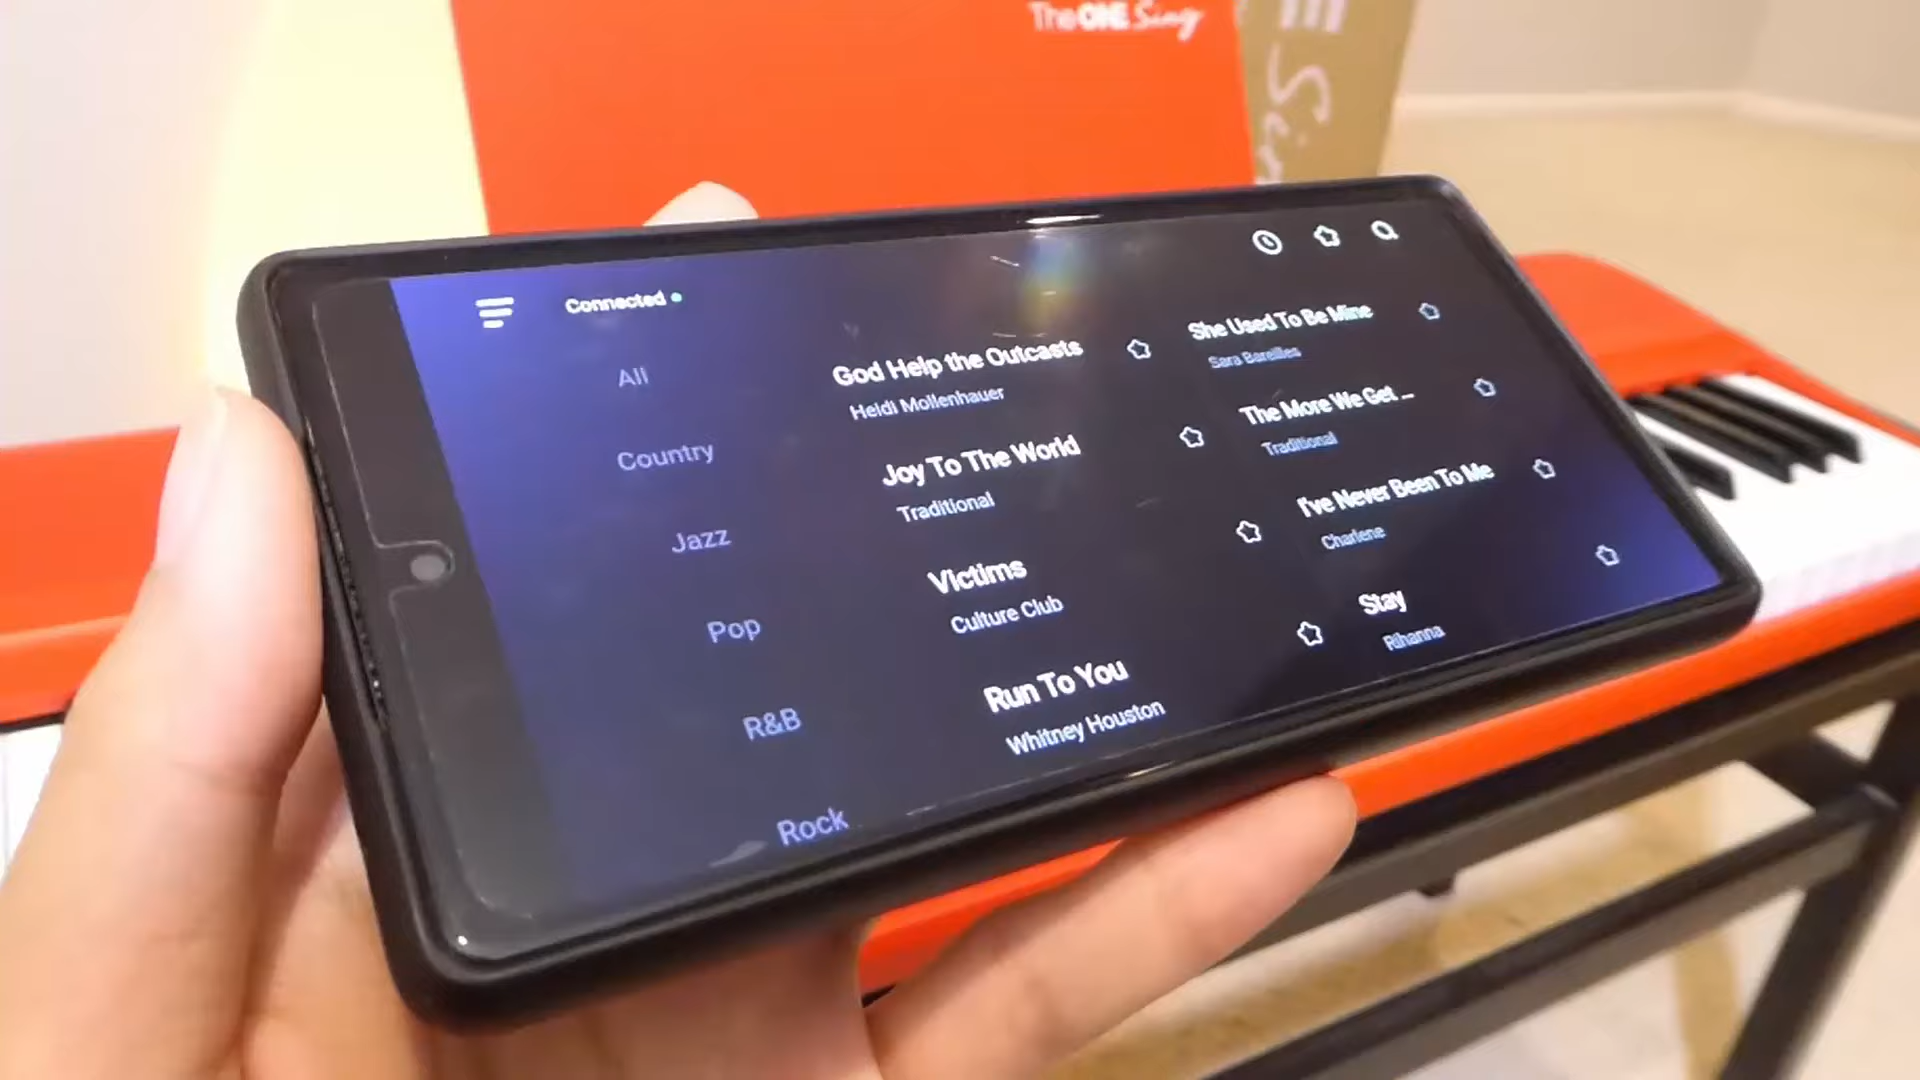 The ONE Sing
Sin
Connected
All
Country
Jazz
Pop
R&B
Rock
God Help the Outcasts
Heidi Mollenhauer
Joy To The World
Traditional
Victims
Culture Club
Run To You
Whitney Houston
She Used To Be Mine
Sara Bareilles
The More We Get ...
Traditional
I've Never Been To Me
Charlene
Stay
Rihanna